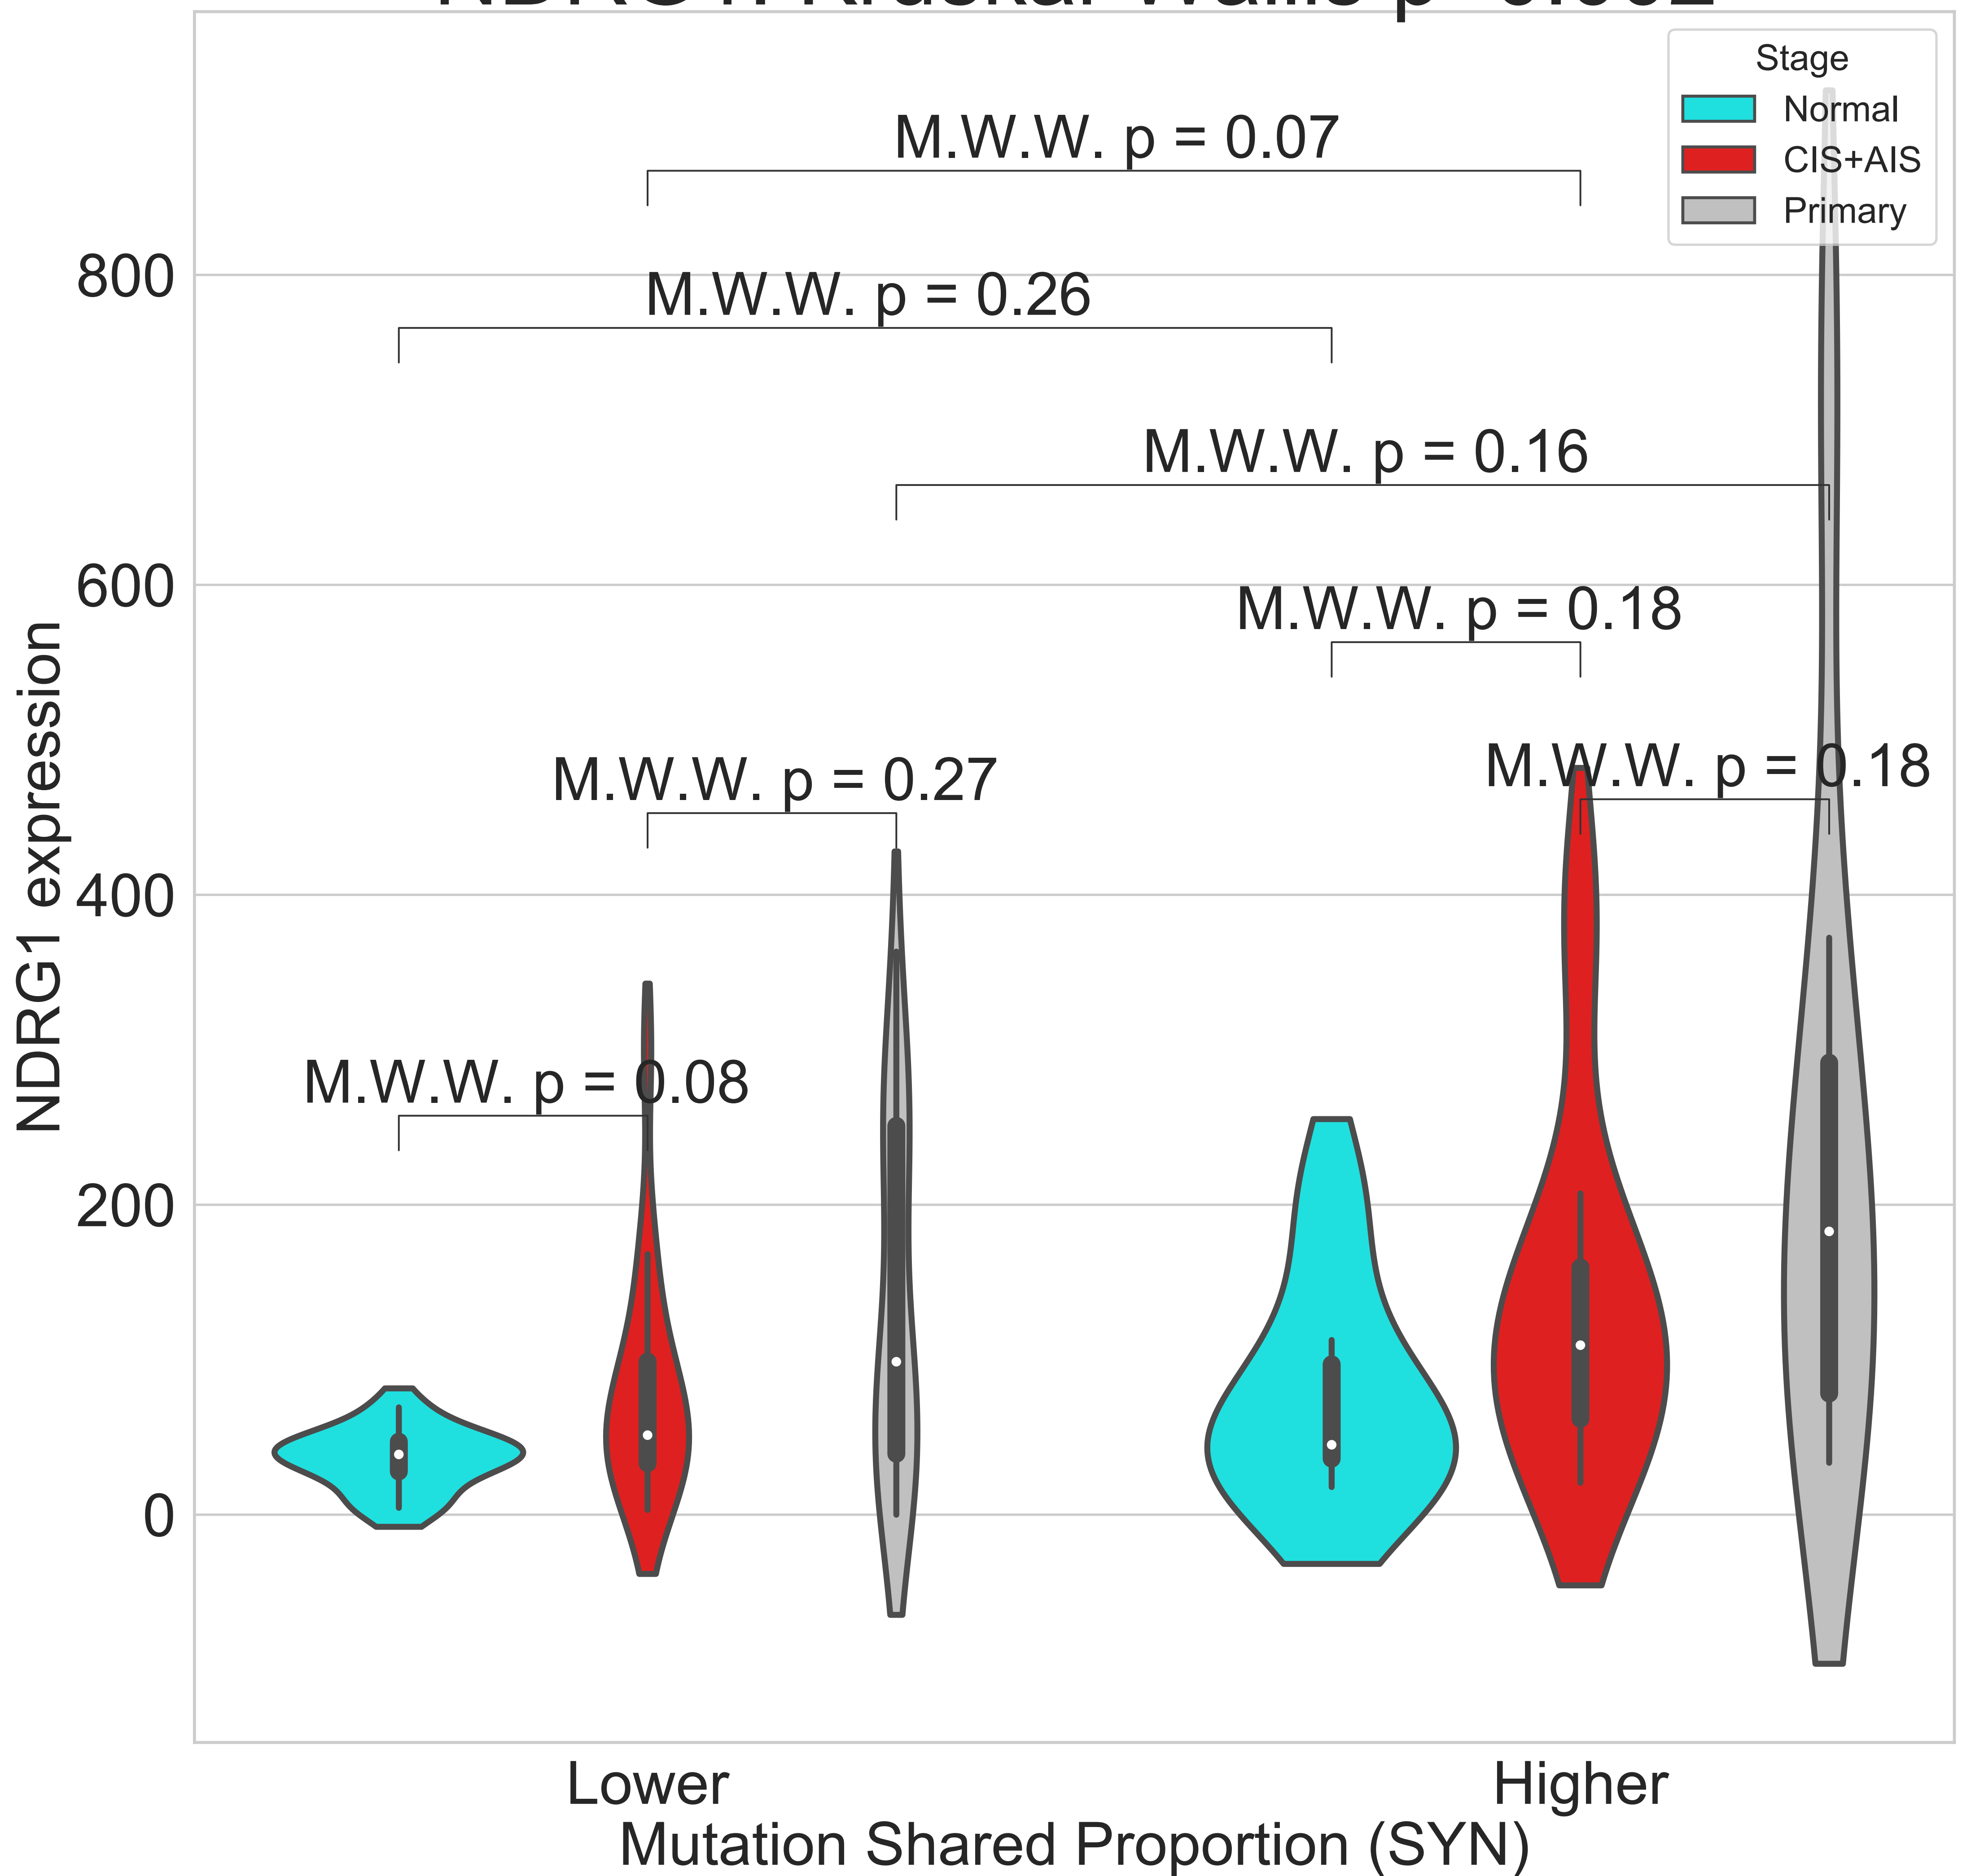 Stage
Normal
CIS+AIS
Primary
M.W.W. p = 0.07
800
M.W.W. p = 0.26
M.W.W. p = 0.16
600
M.W.W. p = 0.18
M.W.W. p = 0.27
M.W.W. p = 0.18
400
M.W.W. p = 0.08
200
0
NDRG1 expression
Lower
Higher
Mutation Shared Proportion (SYN)